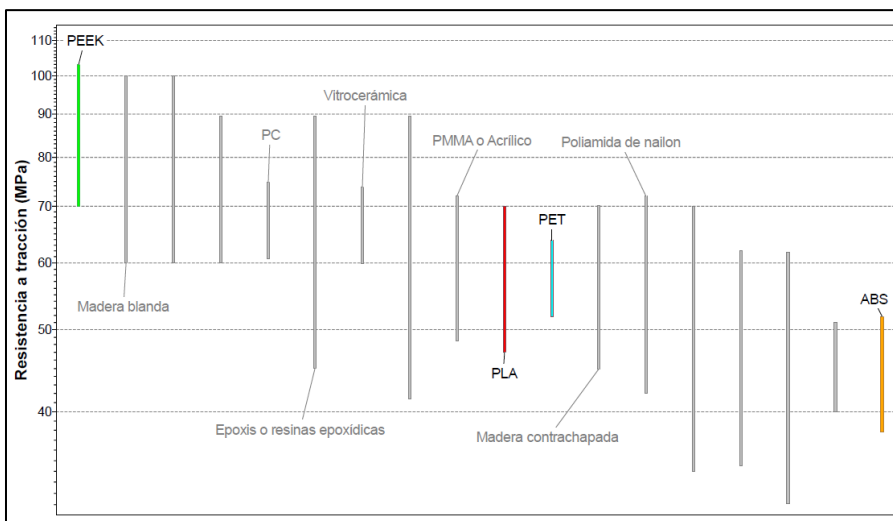 110
PEEK
100
Vitrocerámica
90
PC
PMMA o Acrílico
Poliamida de nailon
80
Resistencia a tracción (MPa)
70
PET
60
Madera blanda
ABS
50
PLA
Epoxis o resinas epoxídicas
Madera contrachapada
40